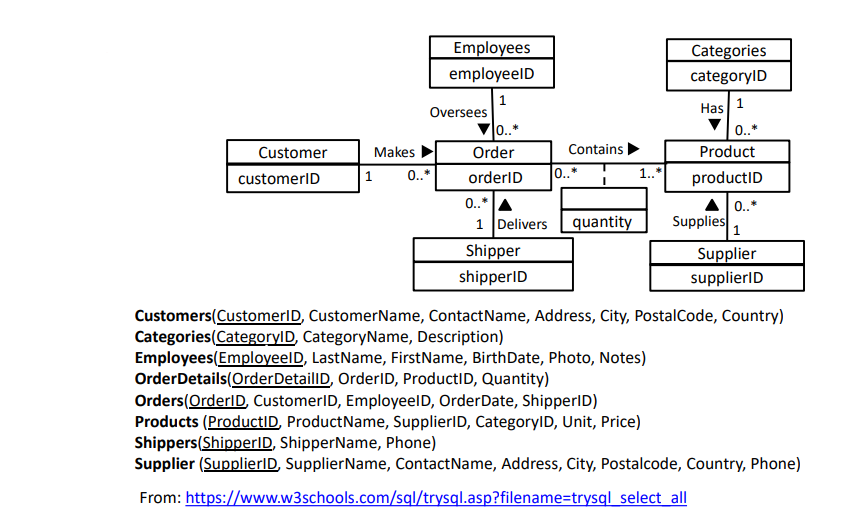 Employees
employeeID
Categories
categoryID
1
Oversees
0..*
Has
1
0..*
Customer
customerID
Makes
1
0..*
Order
orderID
Contains
0..*
1..*
Product
productID
quantity
0..*
1
Delivers
0..*
Supplies
1
Shipper
shipperID
Supplier
supplierID
Customers(CustomerID, CustomerName, ContactName, Address, City, PostalCode, Country)
Categories(CategoryID, CategoryName, Description)
Employees(EmployeeID, LastName, FirstName, BirthDate, Photo, Notes)
OrderDetails(OrderDetailID, OrderID, ProductID, Quantity)
Orders(OrderID, CustomerID, EmployeeID, OrderDate, ShipperID)
Products (ProductID, ProductName, SupplierID, CategoryID, Unit, Price)
Shippers(ShipperID, ShipperName, Phone)
Supplier (SupplierID, SupplierName, ContactName, Address, City, Postalcode, Country, Phone)
From: https://www.w3schools.com/sql/trysql.asp?filename=trysql_select_all